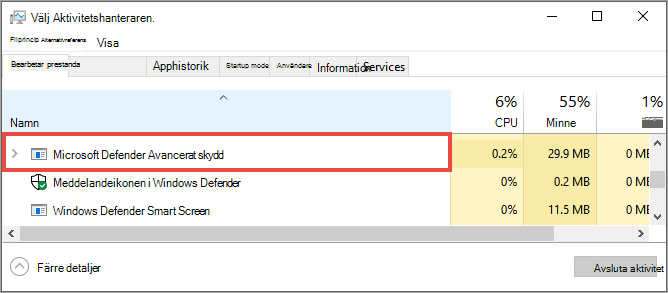 Välj Aktivitetshanteraren.
Filprincip Alternativreferens Visa
Bearbetar prestanda Apphistorik Startup mode Användare Information Services
6% 55% 1%
Namn CPU Minne
Microsoft Defender Avancerat skydd 0.2% 29.9 MB 0 MB
Meddelandeikonen i Windows Defender 0% 0.2 MB 0 MB
Windows Defender Smart Screen 0% 11.5 MB 0 MB
Färre detaljer Avsluta aktivitet